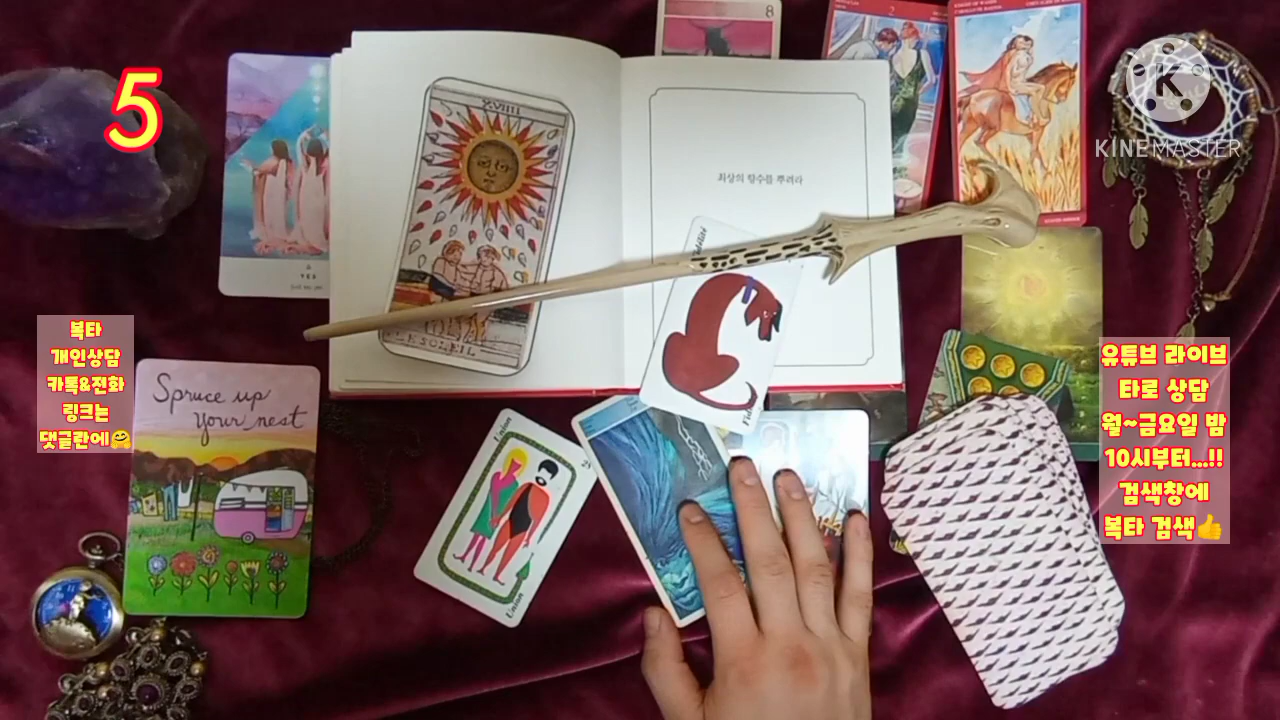 5
8
2
XVIIII
LE SOLEIL
최상의 향수를 뿌려라
KINEMASTER
복타
개인상담
카톡&전화
링크는
댓글란에🤗
Spruce up
your nest
Union
25
Union
유튜브 라이브
타로 상담
월~금요일 밤
10시부터...!!
검색창에
복타 검색👍